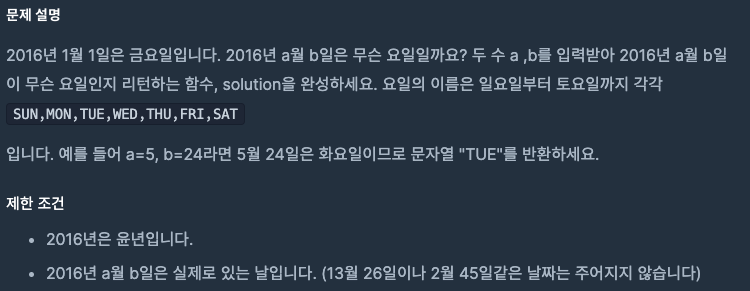 문제 설명
2016년 1월 1일은 금요일입니다. 2016년 a월 b일은 무슨 요일일까요? 두 수 a ,b를 입력받아 2016년 a월 b일
이 무슨 요일인지 리턴하는 함수, solution을 완성하세요. 요일의 이름은 일요일부터 토요일까지 각각
SUN,MON,TUE,WED,THU,FRI,SAT
입니다. 예를 들어 a=5, b=24라면 5월 24일은 화요일이므로 문자열 "TUE"를 반환하세요.
제한 조건
• 2016년은 윤년입니다.
• 2016년 a월 b일은 실제로 있는 날입니다. (13월 26일이나 2월 45일같은 날짜는 주어지지 않습니다)